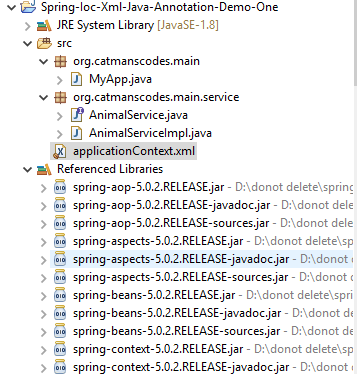 Spring-Ioc-Xml-Java-Annotation-Demo-One
JRE System Library [JavaSE-1.8]
src
org.catmanscodes.main
MyApp.java
org.catmanscodes.main.service
AnimalService.java
AnimalServiceImpl.java
applicationContext.xml
Referenced Libraries
spring-aop-5.0.2.RELEASE.jar - D:\donot delete\spring
spring-aop-5.0.2.RELEASE-javadoc.jar - D:\donot
spring-aop-5.0.2.RELEASE-sources.jar - D:\donot
spring-aspects-5.0.2.RELEASE.jar - D:\donot delete\sp
spring-aspects-5.0.2.RELEASE-javadoc.jar - D:\donot
spring-aspects-5.0.2.RELEASE-sources.jar - D:\donot
spring-beans-5.0.2.RELEASE.jar - D:\donot delete\spri
spring-beans-5.0.2.RELEASE-javadoc.jar - D:\donot
spring-beans-5.0.2.RELEASE-sources.jar - D:\donot
spring-context-5.0.2.RELEASE.jar - D:\donot delete\s
spring-context-5.0.2.RELEASE-javadoc.jar - D:\donot